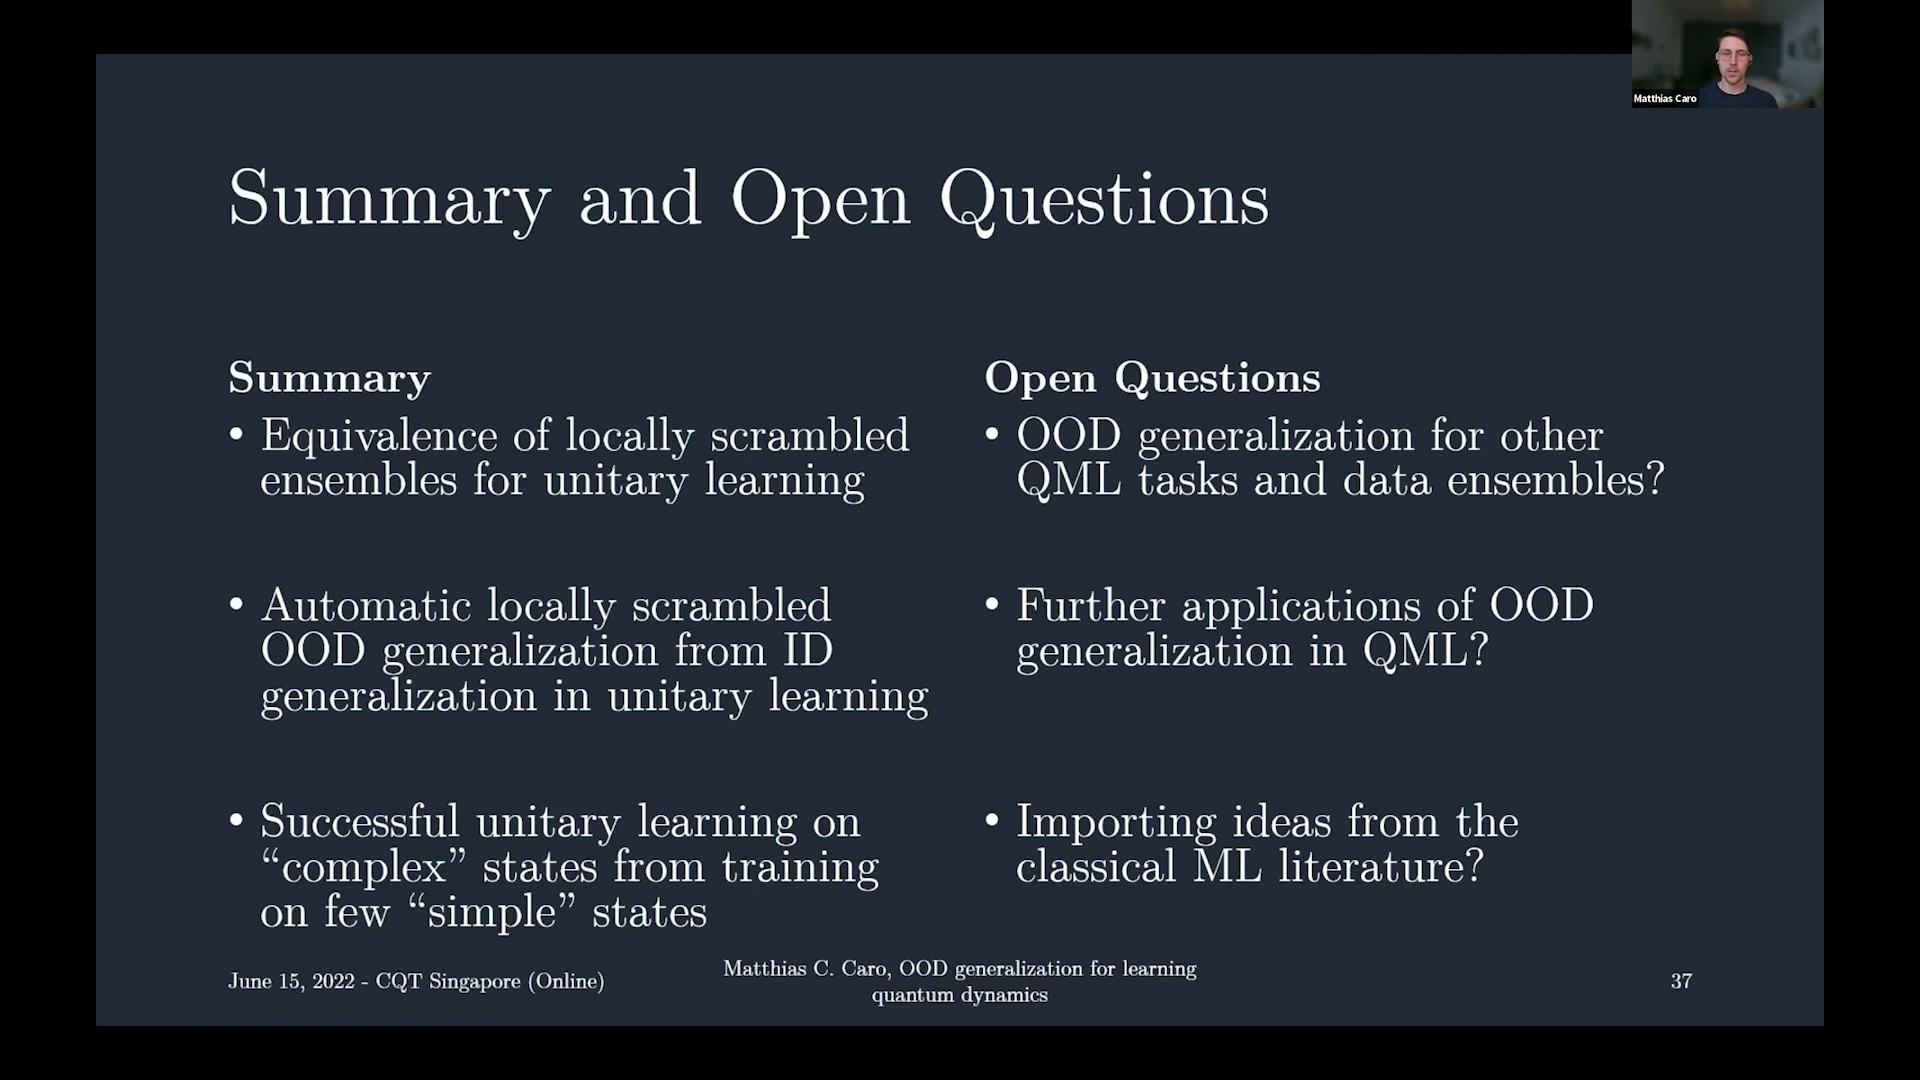 Matthias Caro
Summary and Open Questions
Summary
• Equivalence of locally scrambled
ensembles for unitary learning
• Automatic locally scrambled
OOD generalization from ID
generalization in unitary learning
• Successful unitary learning on
“complex” states from training
on few “simple” states
Open Questions
• OOD generalization for other
QML tasks and data ensembles?
• Further applications of OOD
generalization in QML?
• Importing ideas from the
classical ML literature?
June 15, 2022 - CQT Singapore (Online)
Matthias C. Caro, OOD generalization for learning
quantum dynamics
37